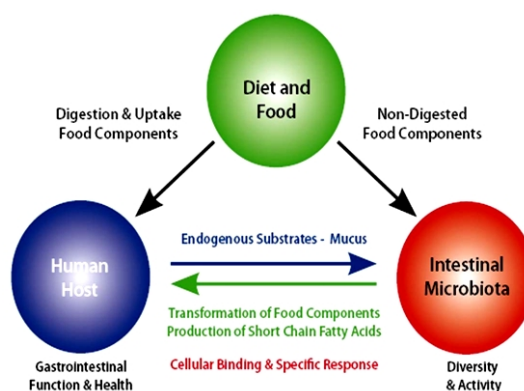 Diet and
Food
Digestion & Uptake
Food Components
Non-Digested
Food Components
Endogenous Substrates - Mucus
Human
Host
Intestinal
Microbiota
Transformation of Food Components
Production of Short Chain Fatty Acids
Cellular Binding & Specific Response
Gastrointestinal
Function & Health
Diversity
& Activity